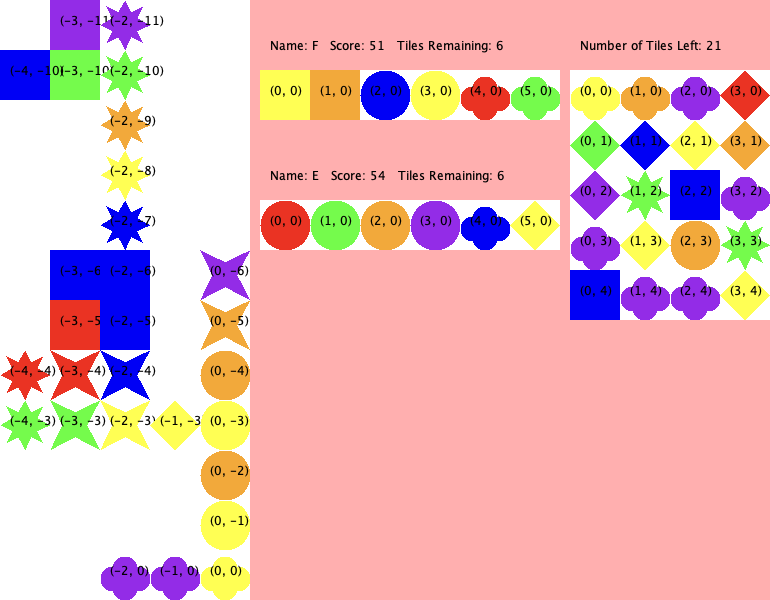 (-3, -11) (-2, -11)
Name: F Score: 51 Tiles Remaining: 6
Number of Tiles Left: 21
(-4, -10) (-3, -10) (-2, -10)
(0, 0) (1, 0) (2, 0) (3, 0) (4, 0) (5, 0)
(0, 0) (1, 0) (2, 0) (3, 0)
(-2, -9)
(0, 1) (1, 1) (2, 1) (3, 1)
(-2, -8)
Name: E Score: 54 Tiles Remaining: 6
(0, 2) (1, 2) (2, 2) (3, 2)
(-2, -7)
(0, 0) (1, 0) (2, 0) (3, 0) (4, 0) (5, 0)
(0, 3) (1, 3) (2, 3) (3, 3)
(-3, -6 (-2, -6) (0, -6)
(0, 4) (1, 4) (2, 4) (3, 4)
(-3, -5 (-2, -5) (0, -5)
(-4, -4) (-3, -4) (-2, -4) (0, -4)
(-4, -3) (-3, -3) (-2, -3) (-1, -3 (0, -3)
(0, -2)
(0, -1)
(-2, 0) (-1, 0) (0, 0)